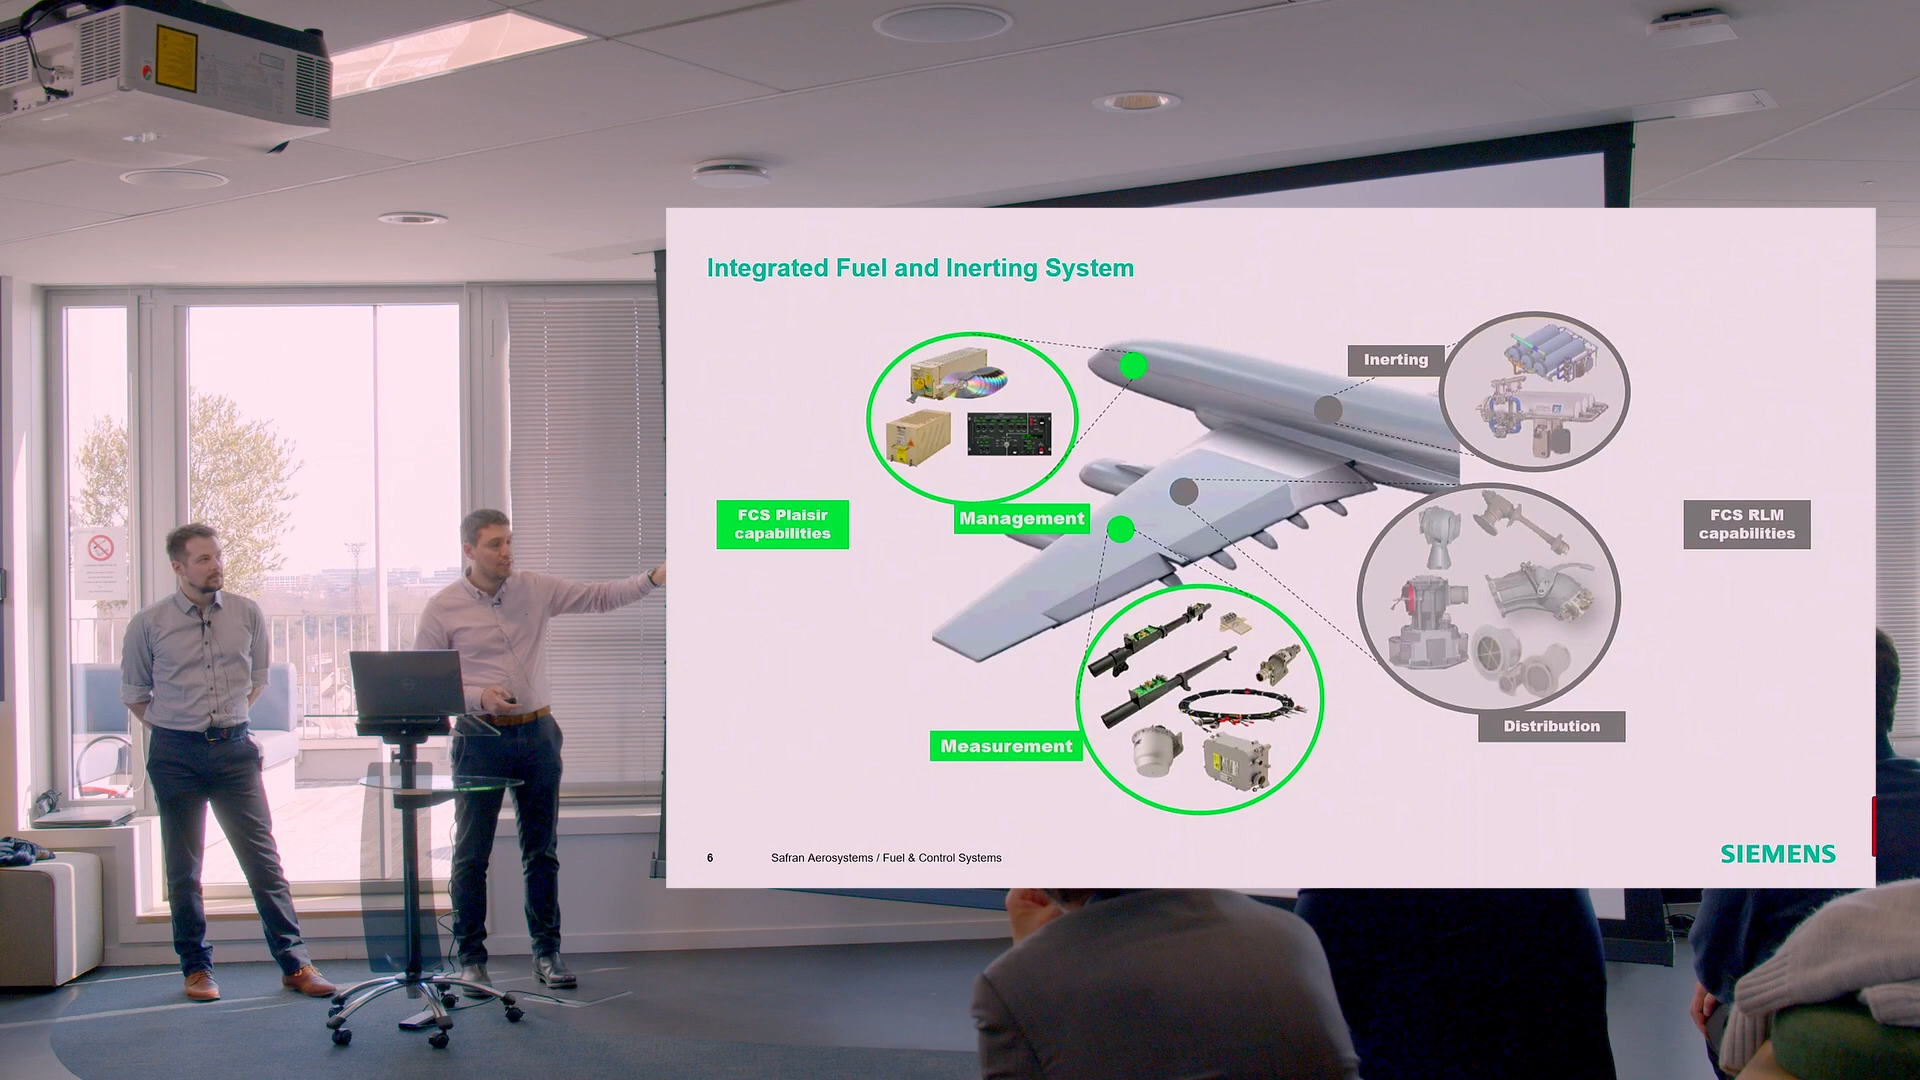 Integrated Fuel and Inerting System
Inerting
FCS Plaisir
capabilities
Management
FCS RLM
capabilities
Measurement
Distribution
6
Safran Aerosystems / Fuel & Control Systems
SIEMENS